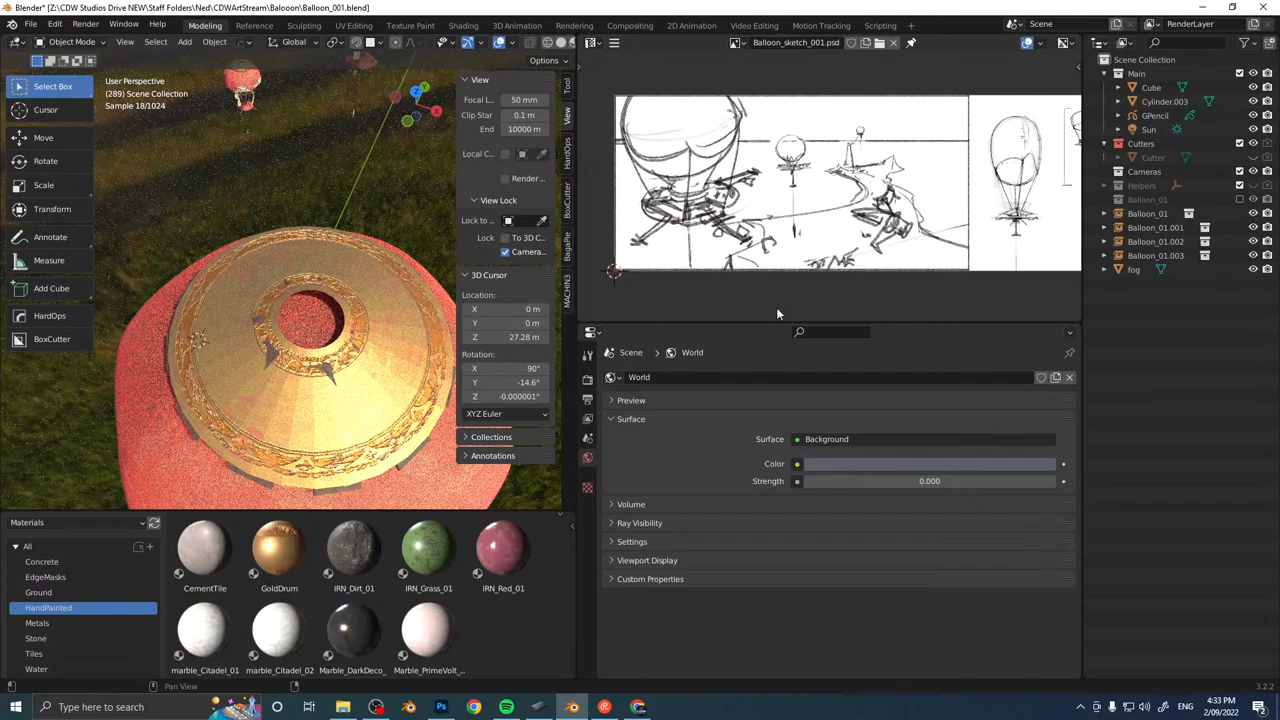 Blender* [Z:\CDW Studios Drive NEW\Staff Folders\Ned\CDWArtStream\Balooon\Balloon_001.blend]
File Edit Render Window Help
Modeling Reference Sculpting UV Editing Texture Paint Shading 3D Animation Rendering Compositing 2D Animation Video Editing Motion Tracking Scripting +
Scene
RenderLayer
Object Mode View Select Add Object Global
Options
Balloon_sketch_001.psd
Select Box
Cursor
Move
Rotate
Scale
Transform
Annotate
Measure
Add Cube
HardOps
BoxCutter
User Perspective
(289) Scene Collection
Sample 18/1024
View
Focal L... 50 mm
Clip Star 0.1 m
End 10000 m
Local C...
Render ...
View Lock
Lock to ...
Lock To 3D C...
Camera...
3D Cursor
Location:
X 0 m
Y 0 m
Z 27.28 m
Rotation:
X 90°
Y -14.6°
Z -0.000001°
XYZ Euler
Collections
Annotations
Tool
View
HardOps
BoxCutter
BagaPie
MACHIN3
Scene World
World
Preview
Surface
Surface Background
Color
Strength 0.000
Volume
Ray Visibility
Settings
Viewport Display
Custom Properties
Scene Collection
Main
Cube
Cylinder.003
GPencil
Sun
Cutters
Cutter
Cameras
Helpers
Balloon_01
Balloon_01
Balloon_01.001
Balloon_01.002
Balloon_01.003
fog
Materials
All
Concrete
EdgeMasks
Ground
HandPainted
Metals
Stone
Tiles
Water
CementTile GoldDrum IRN_Dirt_01 IRN_Grass_01 IRN_Red_01
marble_Citadel_01 marble_Citadel_02 Marble_DarkDeco_ Marble_PrimeVolt_...
Pan View
3.2.2
Type here to search
4:33 PM
2/09/2022